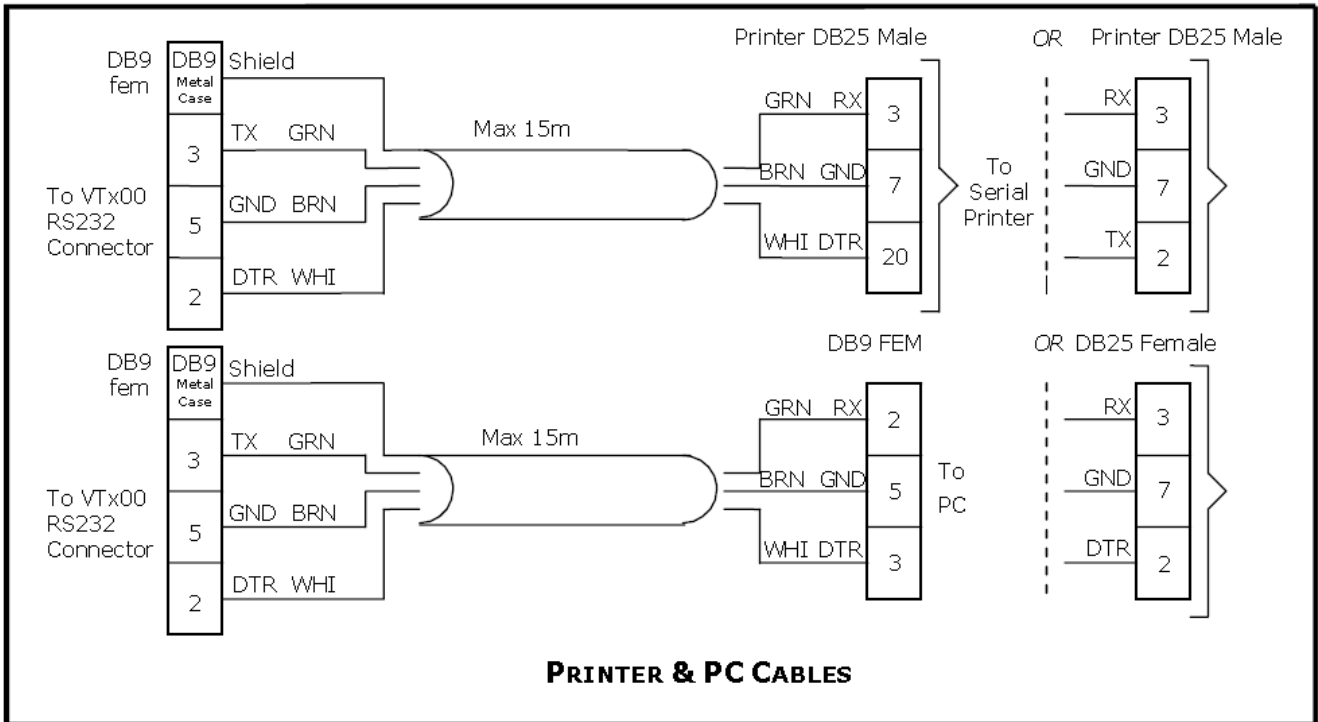 Printer DB25 Male
OR Printer DB25 Male
DB9
fem
DB9
Metal
Case
Shield
3
TX GRN
To VTx00
RS232
Connector
5
GND BRN
2
DTR WHI
Max 15m
GRN RX
3
BRN GND
7
WHI DTR
20
To
Serial
Printer
RX
3
GND
7
TX
2
DB9 FEM
OR DB25 Female
DB9
fem
DB9
Metal
Case
Shield
3
TX GRN
To VTx00
RS232
Connector
5
GND BRN
2
DTR WHI
Max 15m
GRN RX
2
BRN GND
5
WHI DTR
3
To
PC
RX
3
GND
7
DTR
2
PRINTER & PC CABLES